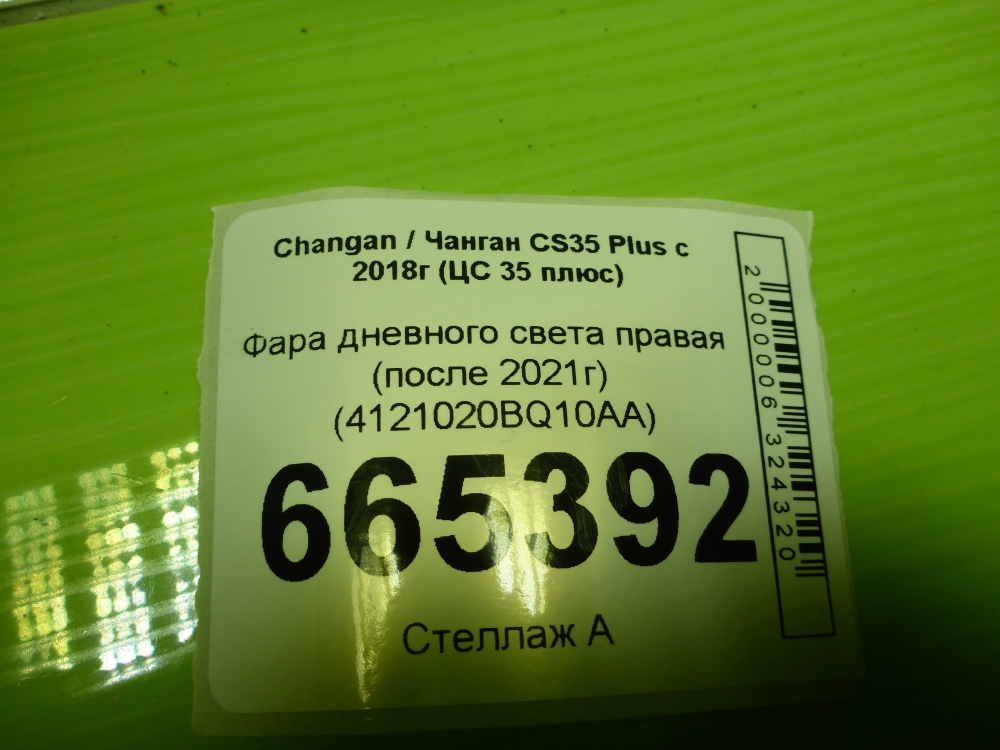 Changan / Чанган CS35 Plus с
2018г (ЦС 35 плюс)
Фара дневного света правая
(после 2021г)
(4121020BQ10AA)
665392
Стеллаж А
2000006324320